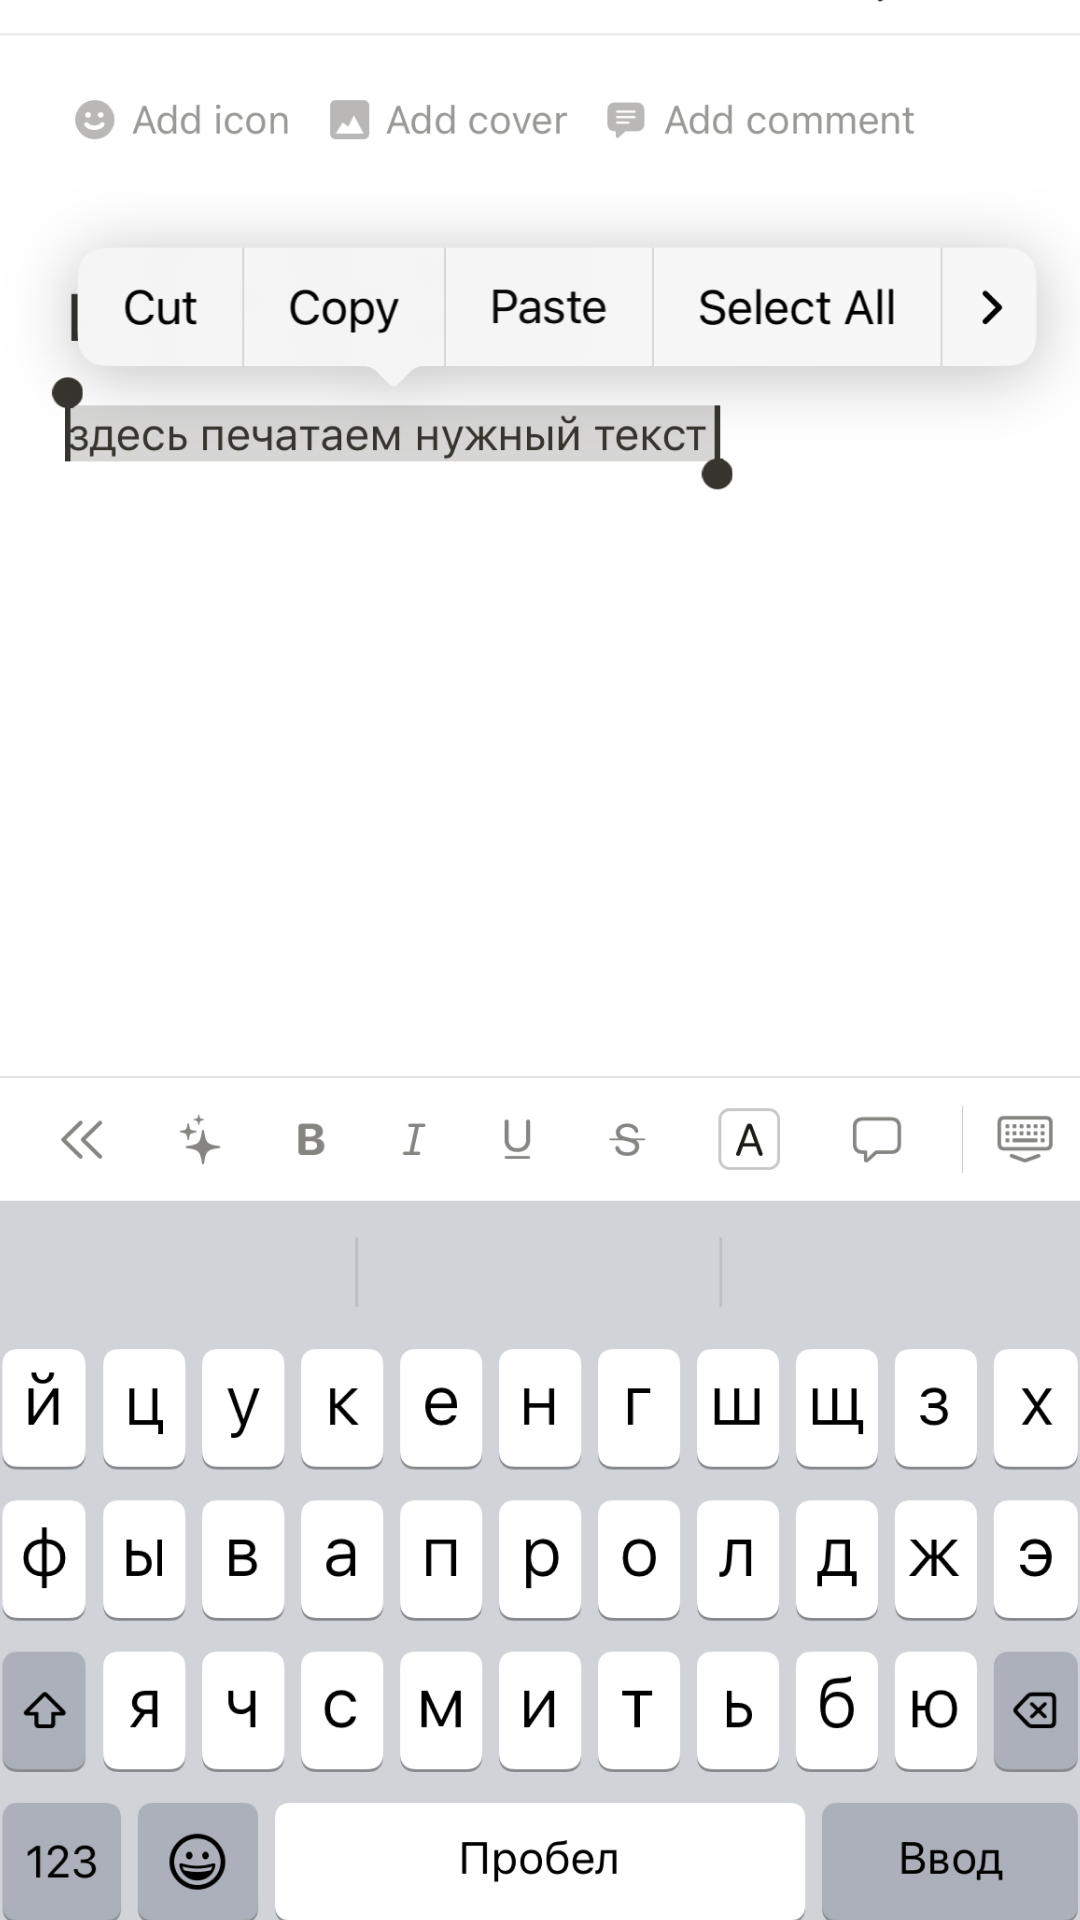 Add icon Add cover Add comment
Cut Copy Paste Select All
здесь печатаем нужный текст
B I U S A
й ц у к е н г ш щ з х
ф ы в а п р о л д ж э
я ч с м и т ь б ю
123 Пробел Ввод